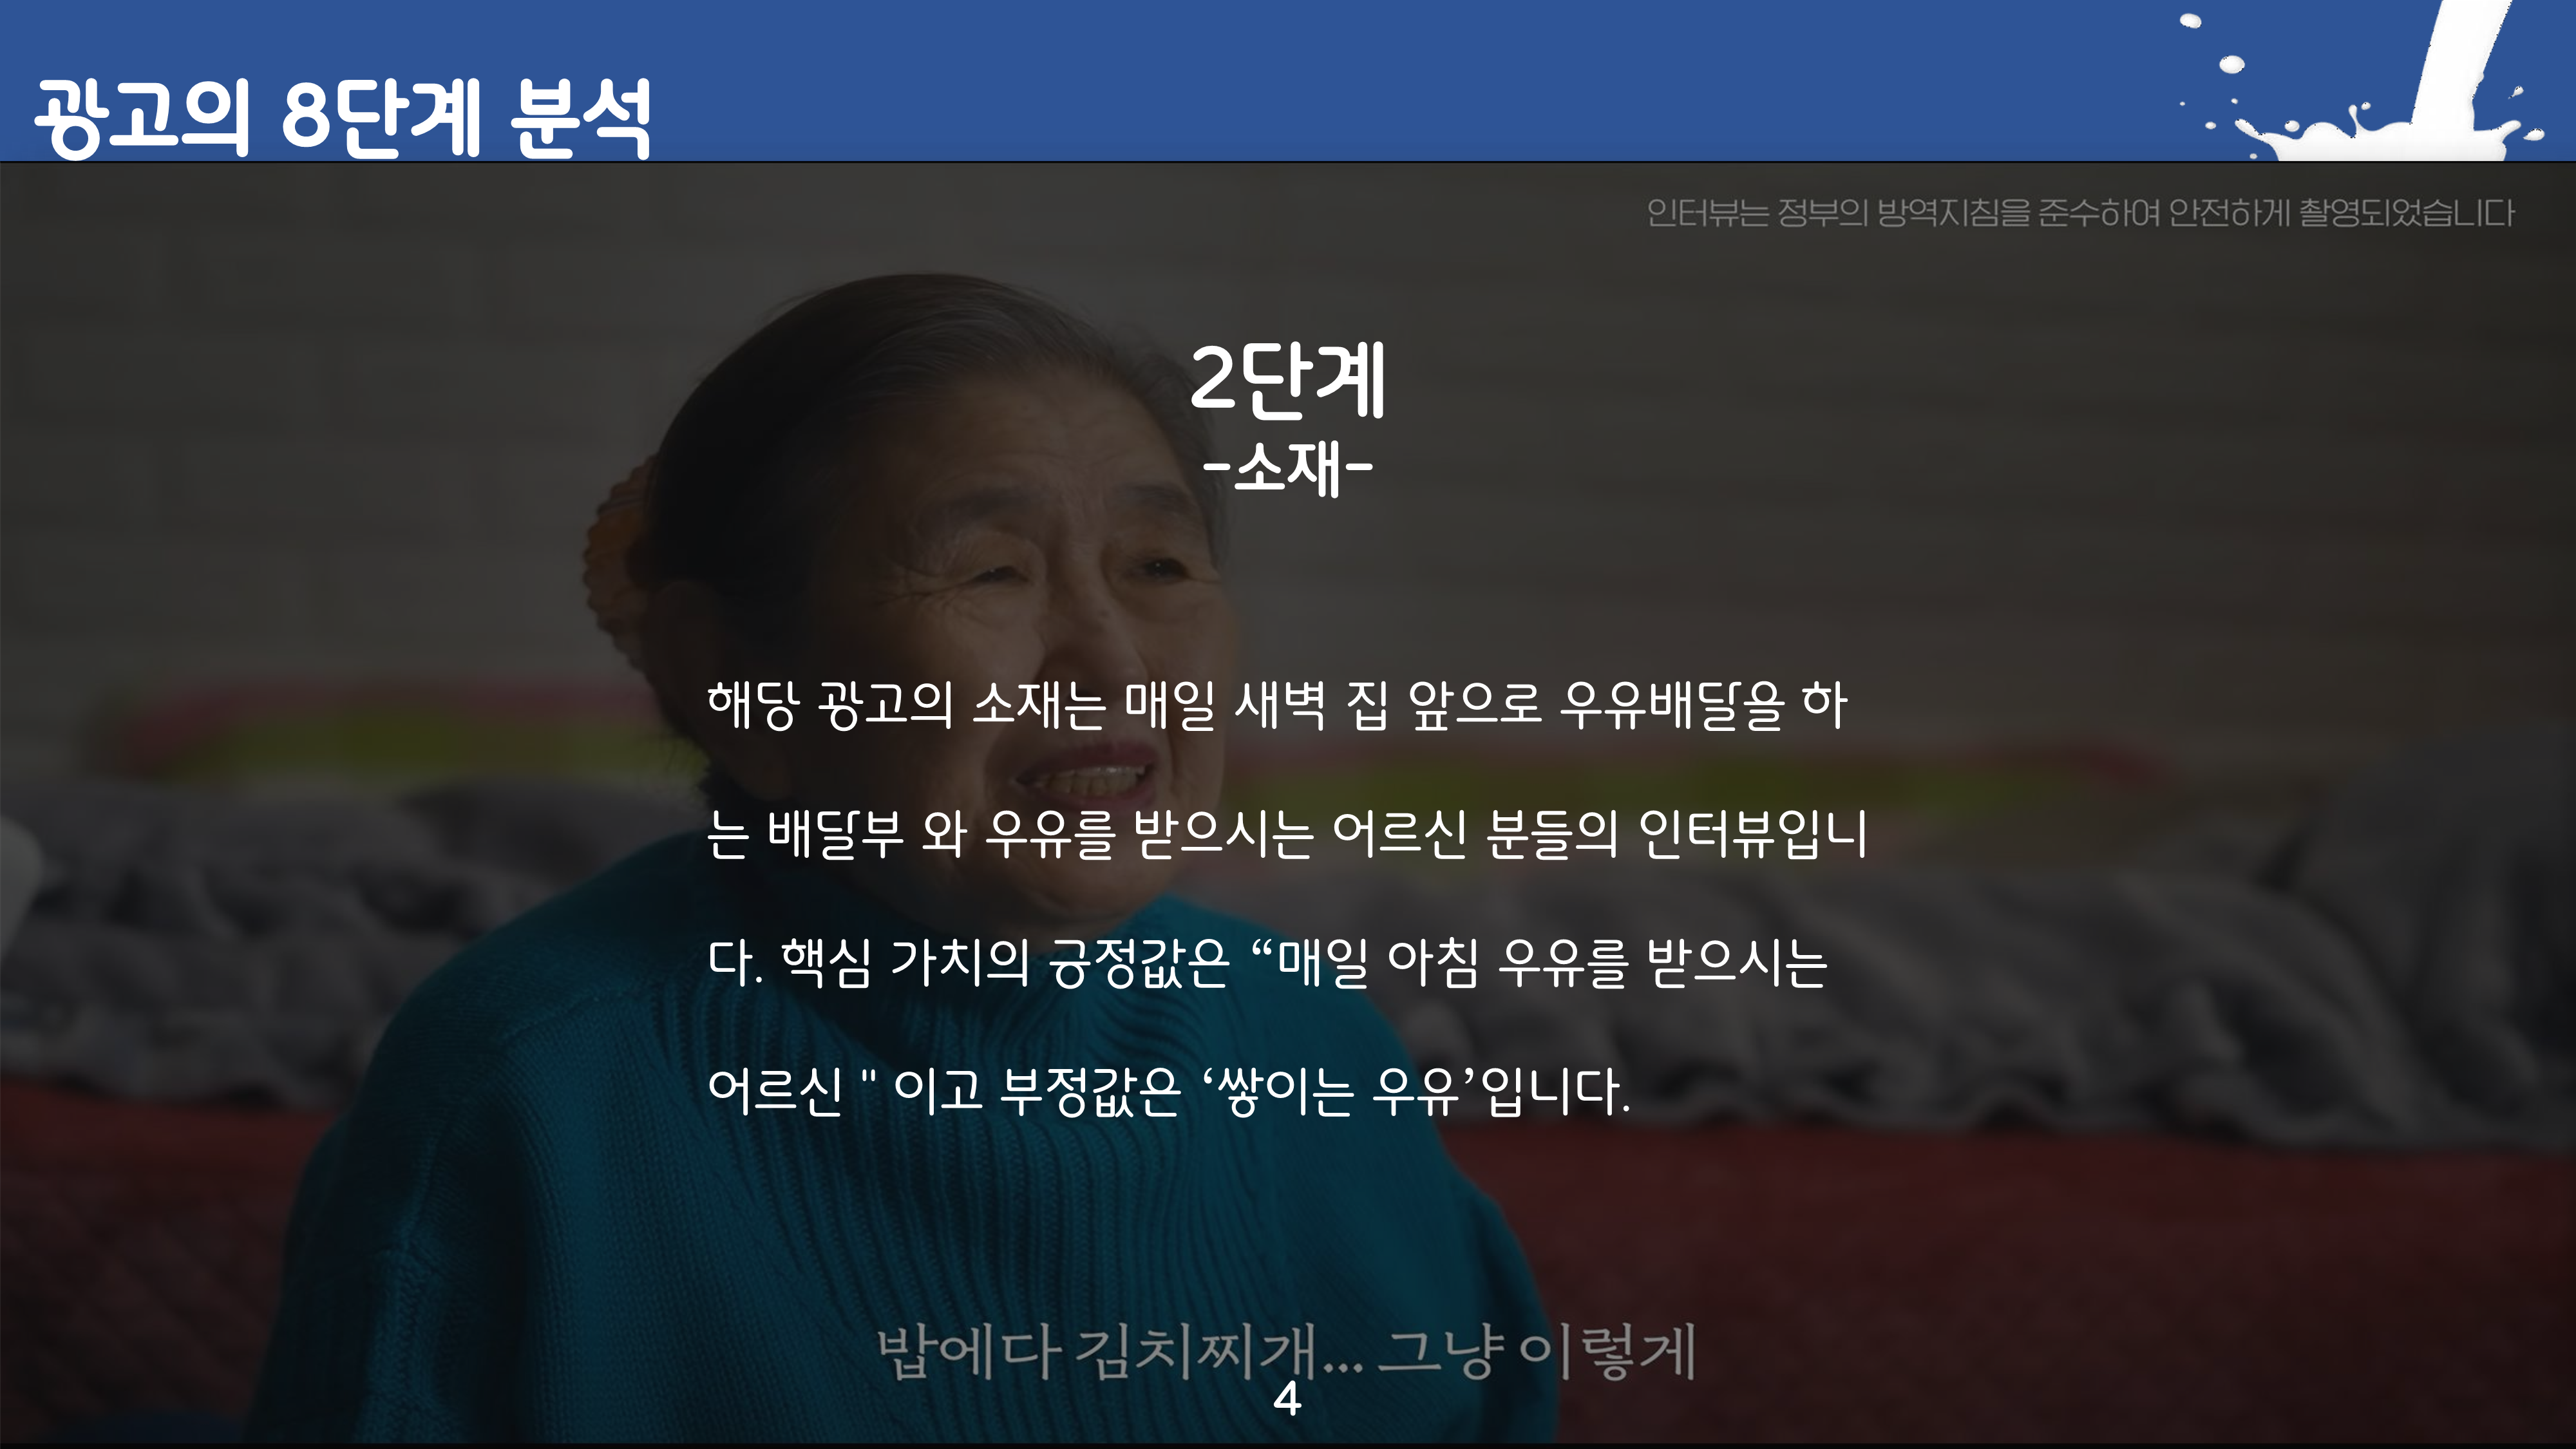 광고의 8단계 분석
인터뷰는 정부의 방역지침을 준수하여 안전하게 촬영되었습니다
2단계
-소재-
해당 광고의 소재는 매일 새벽 집 앞으로 우유배달을 하
는 배달부 와 우유를 받으시는 어르신 분들의 인터뷰입니
다. 핵심 가치의 긍정값은 “매일 아침 우유를 받으시는
어르신 " 이고 부정값은 ‘쌓이는 우유’입니다.
밥에다 김치찌개... 그냥 이렇게
4